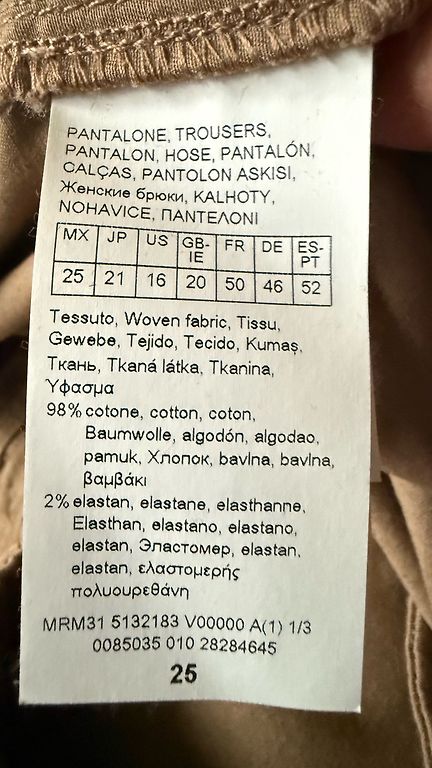 PANTALONE, TROUSERS,
PANTALON, HOSE, PANTALÓN,
CALÇAS, PANTOLON ASKISI,
Женские брюки, KALHOTY,
NOHAVICE, ΠΑΝΤΕΛΟΝΙ
MX JP US GB-IE FR DE ES-PT
25 21 16 20 50 46 52
Tessuto, Woven fabric, Tissu,
Gewebe, Tejido, Tecido, Kumaş,
Ткань, Tkaná látka, Tkanina,
Ύφασμα
98% cotone, cotton, coton,
Baumwolle, algodón, algodao,
pamuk, Хлопок, bavlna, bavlna,
βαμβάκι
2% elastan, elastane, elasthanne,
Elasthan, elastano, elastano,
elastan, Эластомер, elastan,
elastan, ελαστομερής
πολυουρεθάνη
MRM31 5132183 V00000 A(1) 1/3
0085035 010 28284645
25